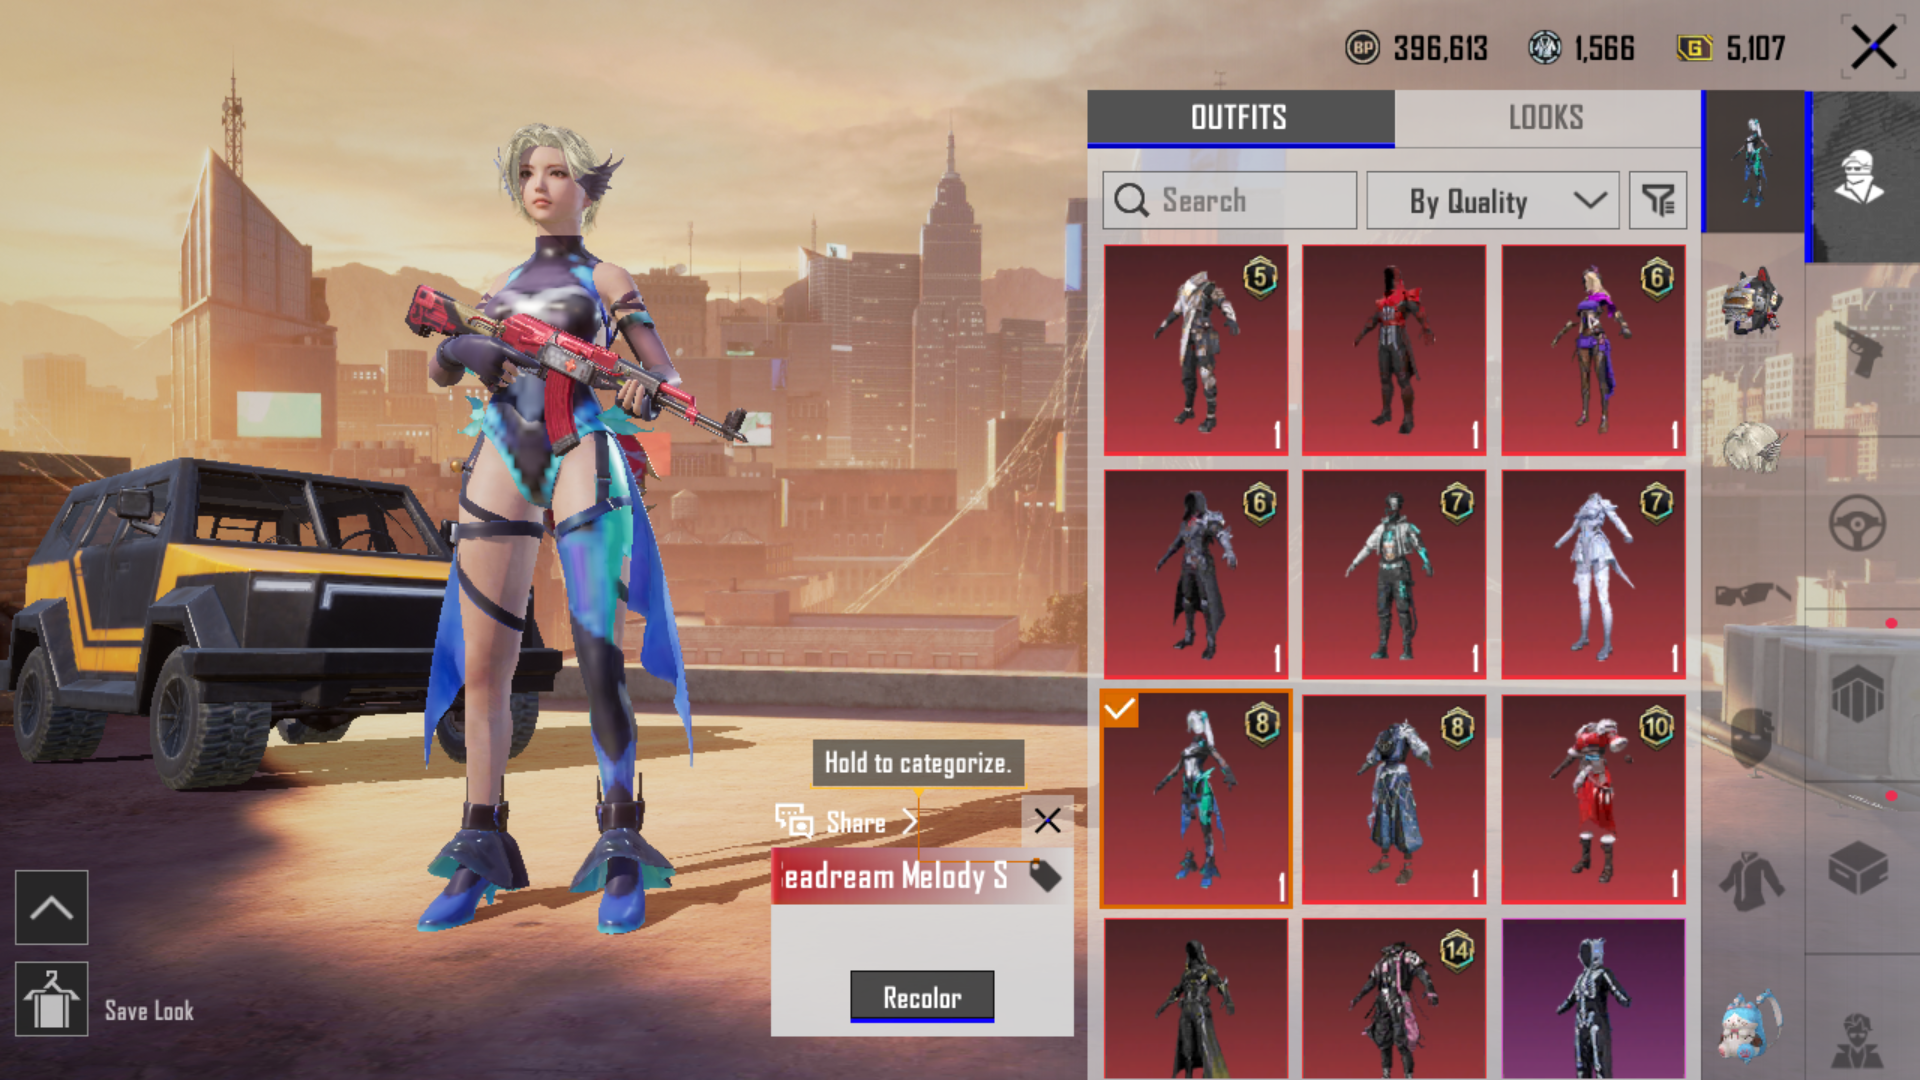 BP 396,613 1,566 G 5,107
OUTFITS LOOKS
Search By Quality
5 6
1 1 1
6 7 7
1 1 1
8 8 10
1 1 1
14
Hold to categorize.
Share
eadream Melody S
Recolor
Save Look